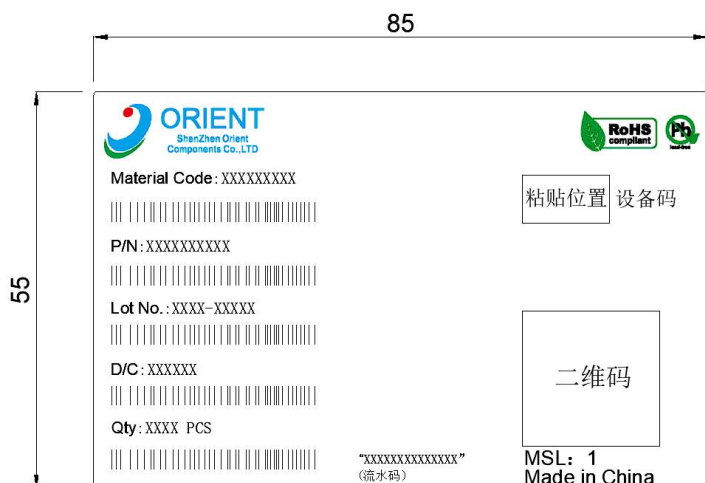 85
55
ORIENT
ShenZhen Orient
Components Co.,LTD
RoHS
compliant
Pb
lead-free
Material Code:XXXXXXXXX
粘贴位置 设备码
P/N:XXXXXXXXXX
Lot No.:XXXX-XXXXX
D/C:XXXXXX
二维码
Qty:XXXX PCS
"XXXXXXXXXXXXXX"
(流水码)
MSL: 1
Made in China